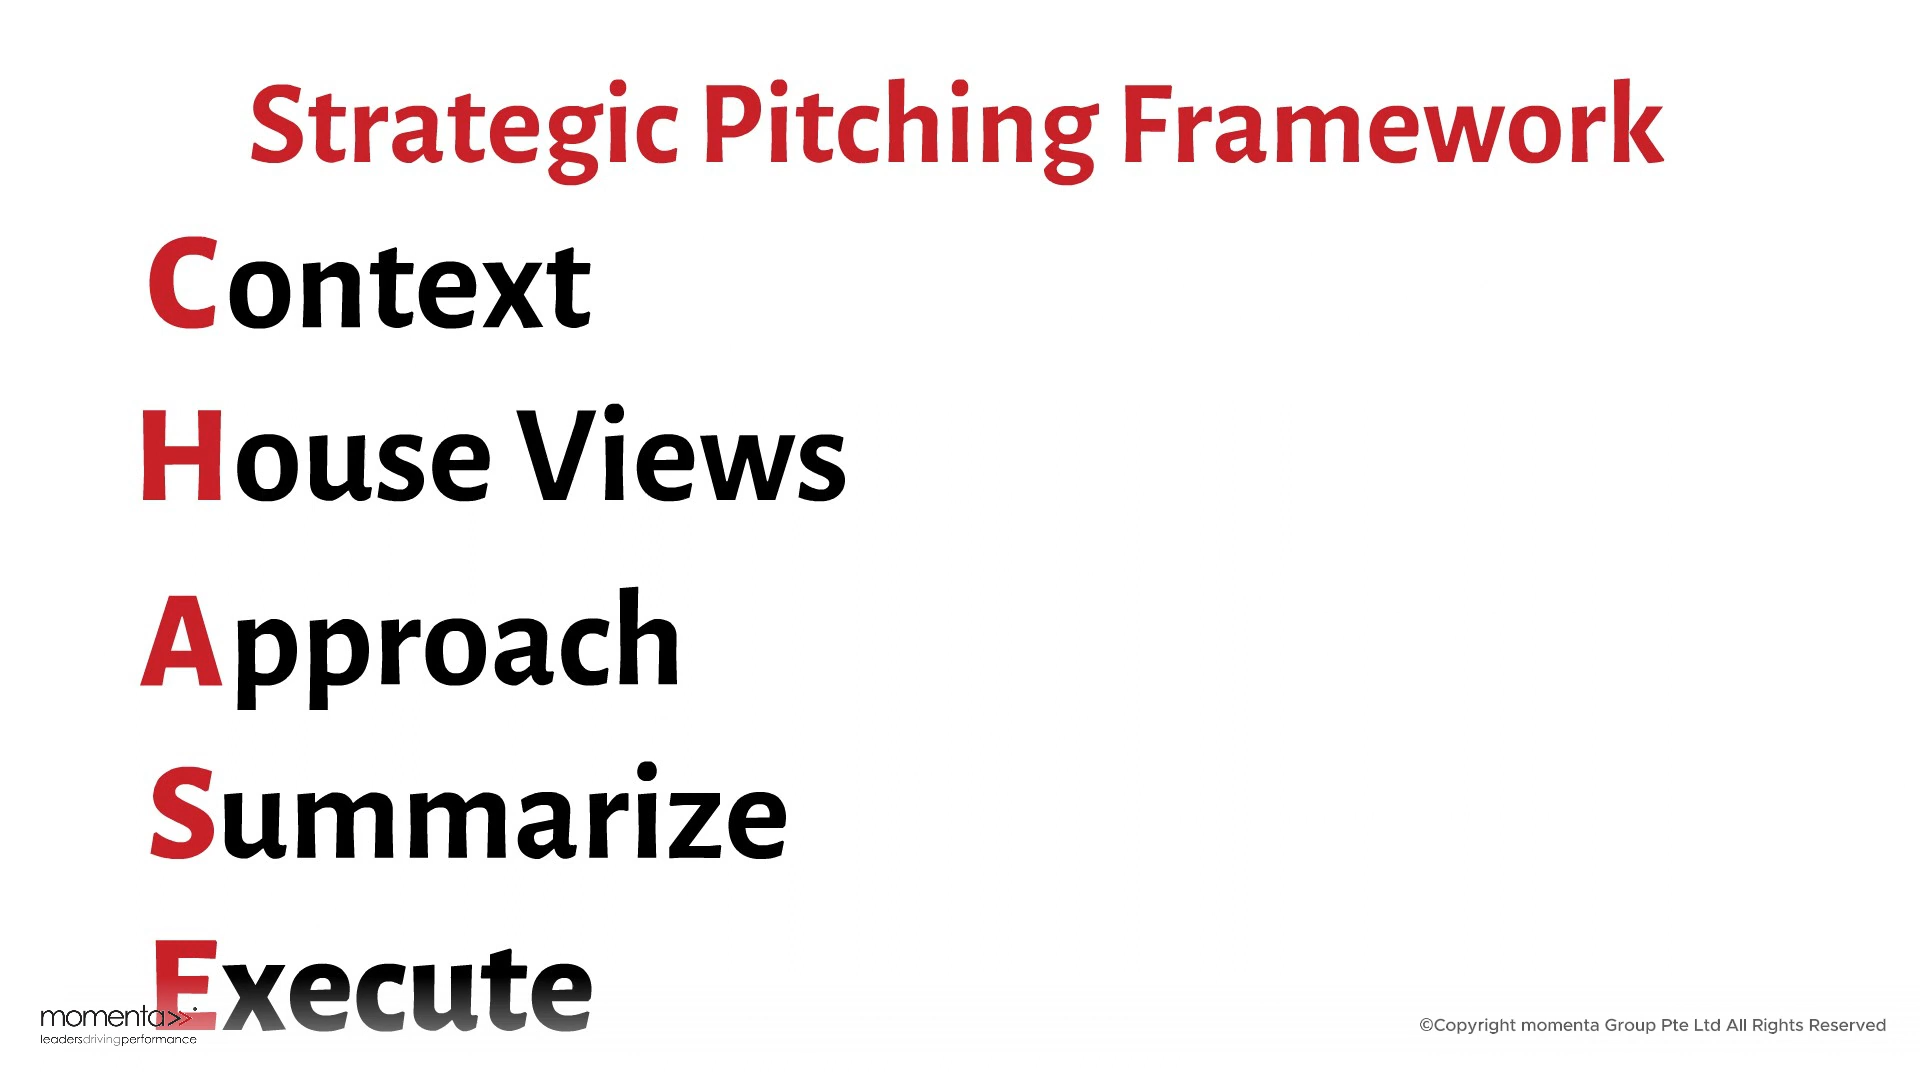 Strategic Pitching Framework
Context
House Views
Approach
Summarize
Execute
momenta
leadersdrivingperformance
©Copyright momenta Group Pte Ltd All Rights Reserved